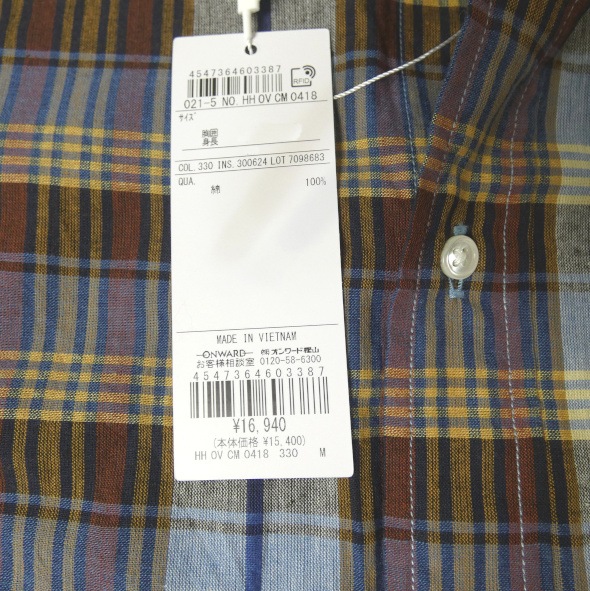 4547364603387
RFID
021-5 NO. HH OV CM 0418
サイズ
胸囲
身長
COL. 330 INS. 300624 LOT 7098683
QUA.
綿 100%
MADE IN VIETNAM
ONWARD ㈱オンワード樫山
お客様相談室 0120-58-6300
4547364603387
¥16,940
(本体価格 ¥15,400)
HH OV CM 0418 330 M